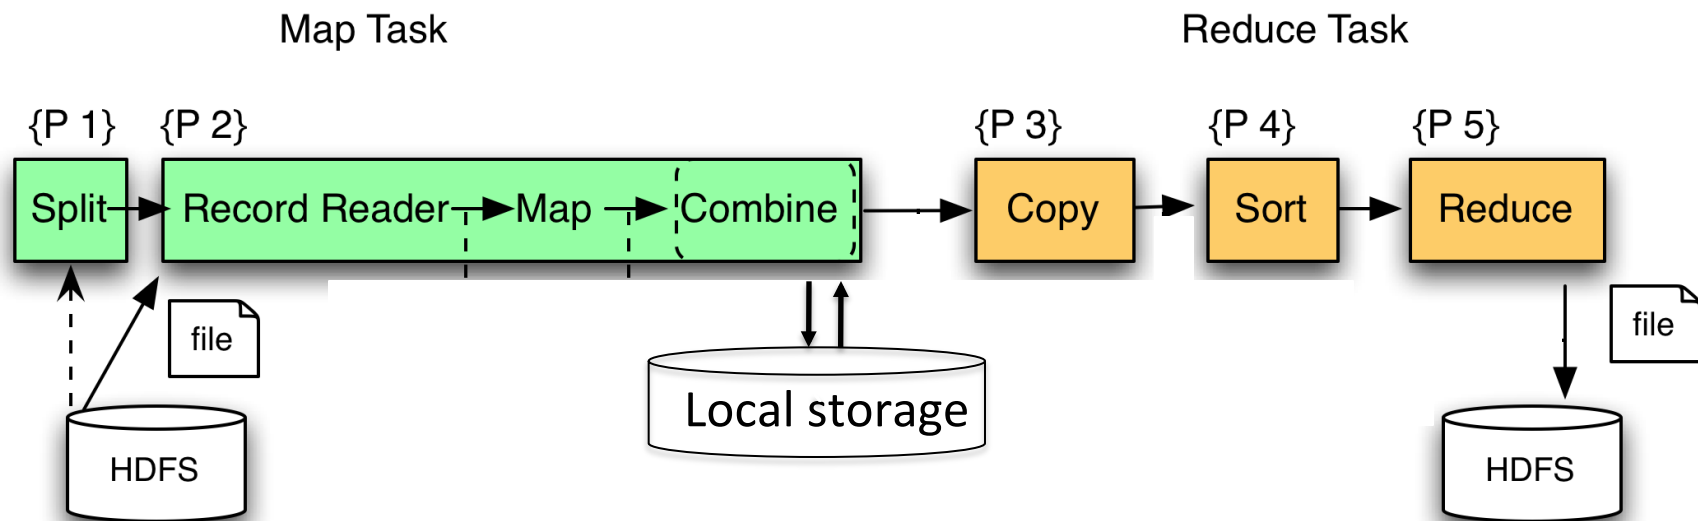 Map Task
Reduce Task
{P 1}
{P 2}
{P 3}
{P 4}
{P 5}
Split
Record Reader
Map
Combine
Copy
Sort
Reduce
file
file
Local storage
HDFS
HDFS